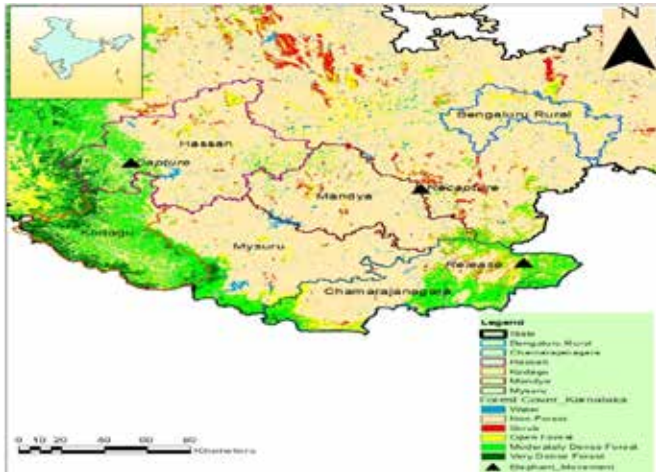 N
Hassan
Bengaluru Rural
Capture
Recapture
Mandya
Kodagu
Mysuru
Release
Chamarajanagara
Legend
State
Bengaluru Rural
Chamarajanagara
Hassan
Kodagu
Mandya
Mysuru
Forest Cover_Karnataka
Water
Non-Forest
Scrub
Open Forest
Moderately Dense Forest
Very Dense Forest
Elephant_Movement
0 10 20 40 60 80
Kilometers